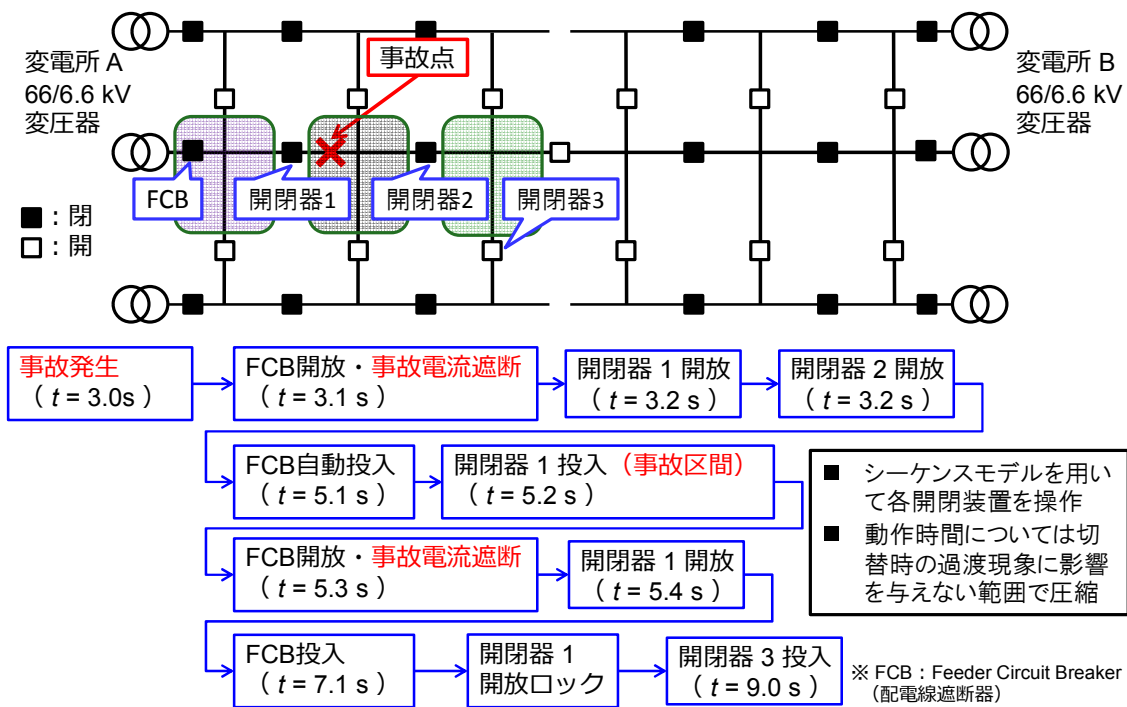 変電所 A
66/6.6 kV
変圧器
事故点
変電所 B
66/6.6 kV
変圧器
FCB
開閉器1
開閉器2
開閉器3
■：閉
□：開
事故発生
（ t = 3.0s ）
FCB開放・事故電流遮断
（ t = 3.1 s ）
開閉器 1 開放
（ t = 3.2 s ）
開閉器 2 開放
（ t = 3.2 s ）
FCB自動投入
（ t = 5.1 s ）
開閉器 1 投入（事故区間）
（ t = 5.2 s ）
FCB開放・事故電流遮断
（ t = 5.3 s ）
開閉器 1 開放
（ t = 5.4 s ）
FCB投入
（ t = 7.1 s ）
開閉器 1
開放ロック
開閉器 3 投入
（ t = 9.0 s ）
■ シーケンスモデルを用い
て各開閉装置を操作
■ 動作時間については切
替時の過渡現象に影響
を与えない範囲で圧縮
※ FCB：Feeder Circuit Breaker
（配電線遮断器）